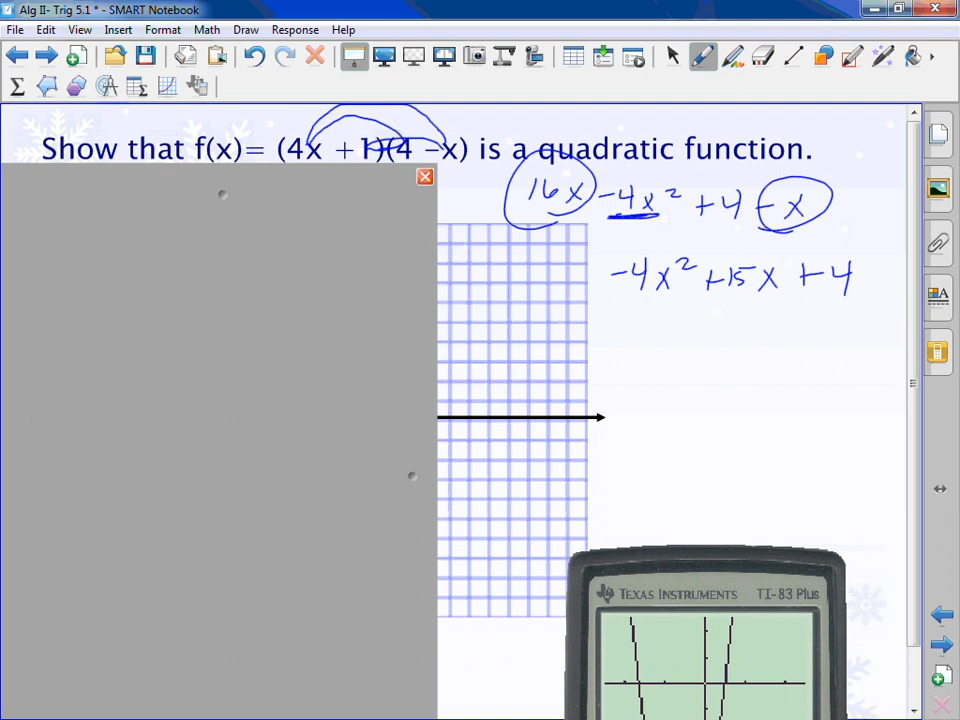 Alg II- Trig 5.1 * - SMART Notebook
File Edit View Insert Format Math Draw Response Help
Show that f(x)= (4x +1)(4 -x) is a quadratic function.
16x -4x² +4 -x
-4x² +15x +4
TEXAS INSTRUMENTS TI-83 Plus